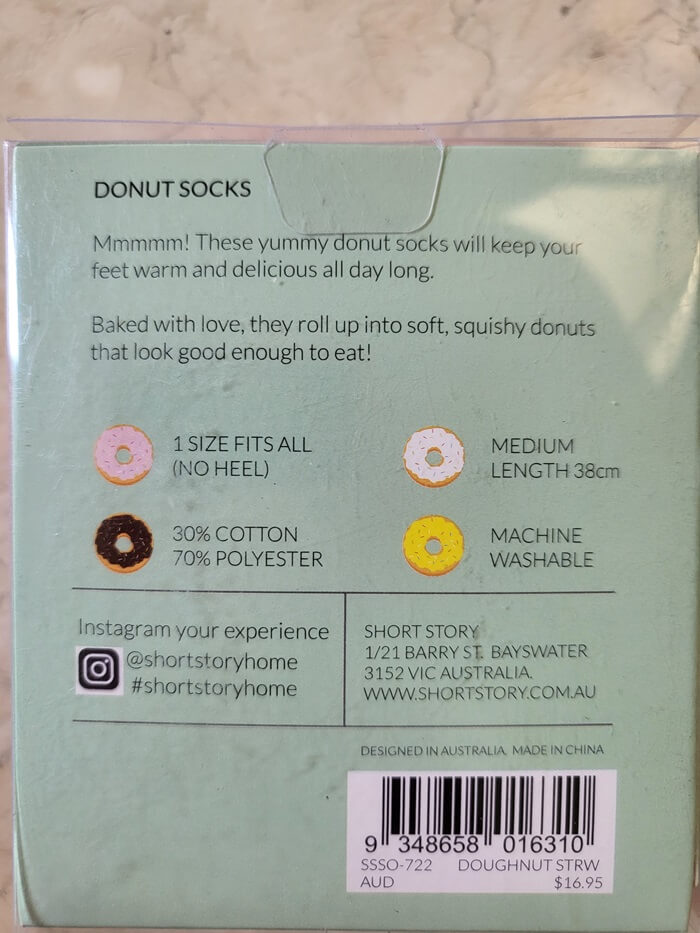 DONUT SOCKS
Mmmmm! These yummy donut socks will keep your
feet warm and delicious all day long.
Baked with love, they roll up into soft, squishy donuts
that look good enough to eat!
1 SIZE FITS ALL
(NO HEEL)
MEDIUM
LENGTH 38cm
30% COTTON
70% POLYESTER
MACHINE
WASHABLE
Instagram your experience
@shortstoryhome
#shortstoryhome
SHORT STORY
1/21 BARRY ST. BAYSWATER
3152 VIC AUSTRALIA.
WWW.SHORTSTORY.COM.AU
DESIGNED IN AUSTRALIA. MADE IN CHINA
9 348658 016310
SSSO-722 DOUGHNUT STRW
AUD $16.95